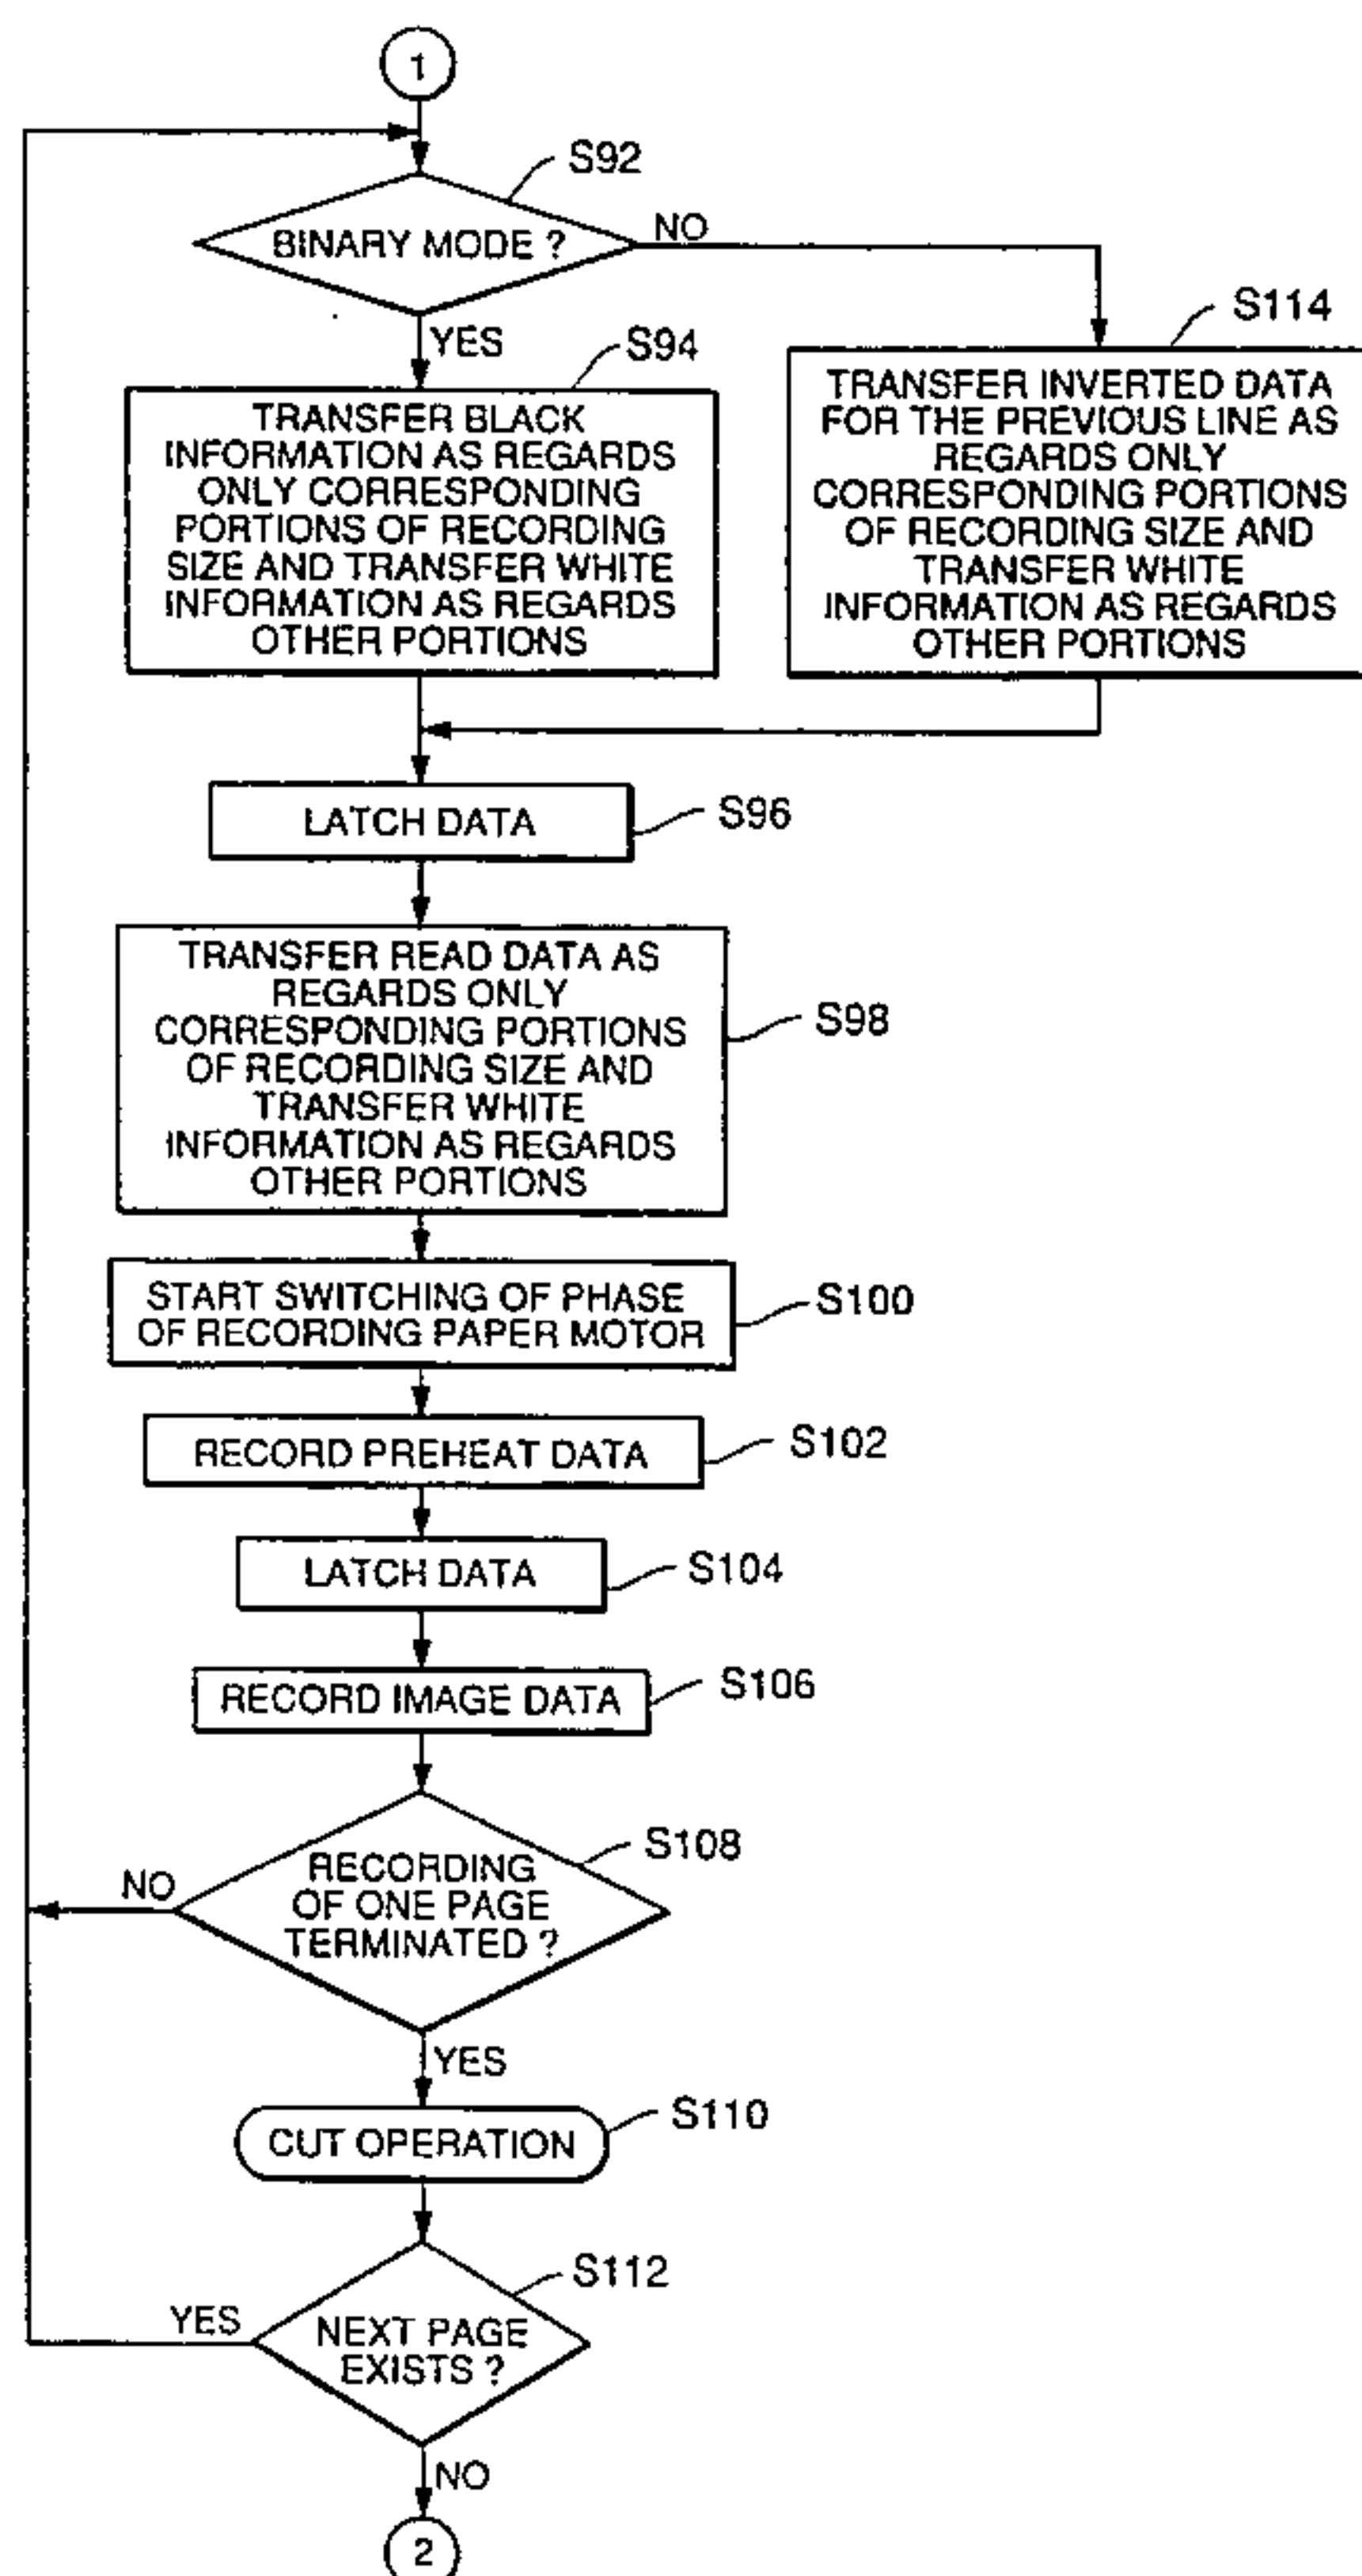 1
S92
BINARY MODE ?
NO
YES
S94
TRANSFER BLACK
INFORMATION AS REGARDS
ONLY CORRESPONDING
PORTIONS OF RECORDING
SIZE AND TRANSFER WHITE
INFORMATION AS REGARDS
OTHER PORTIONS
S114
TRANSFER INVERTED DATA
FOR THE PREVIOUS LINE AS
REGARDS ONLY
CORRESPONDING PORTIONS
OF RECORDING SIZE AND
TRANSFER WHITE
INFORMATION AS REGARDS
OTHER PORTIONS
LATCH DATA
S96
TRANSFER READ DATA AS
REGARDS ONLY
CORRESPONDING PORTIONS
OF RECORDING SIZE AND
TRANSFER WHITE
INFORMATION AS REGARDS
OTHER PORTIONS
S98
START SWITCHING OF PHASE
OF RECORDING PAPER MOTOR
S100
RECORD PREHEAT DATA
S102
LATCH DATA
S104
RECORD IMAGE DATA
S106
S108
RECORDING
OF ONE PAGE
TERMINATED ?
NO
YES
CUT OPERATION
S110
S112
NEXT PAGE
EXISTS ?
YES
NO
2